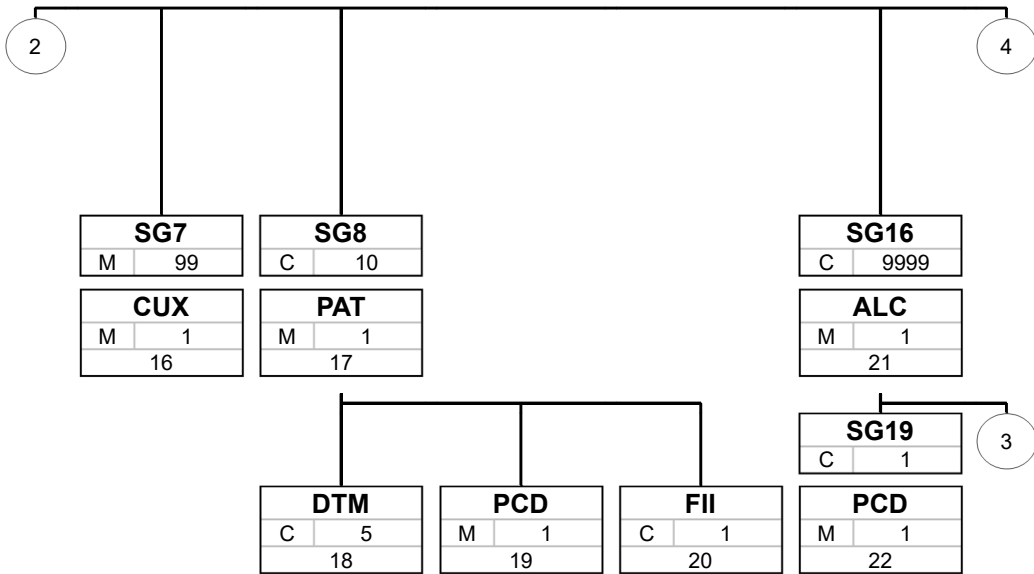 2
4
SG7
M 99
SG8
C 10
SG16
C 9999
CUX
M 1
16
PAT
M 1
17
ALC
M 1
21
SG19
C 1
3
DTM
C 5
18
PCD
M 1
19
FII
C 1
20
PCD
M 1
22